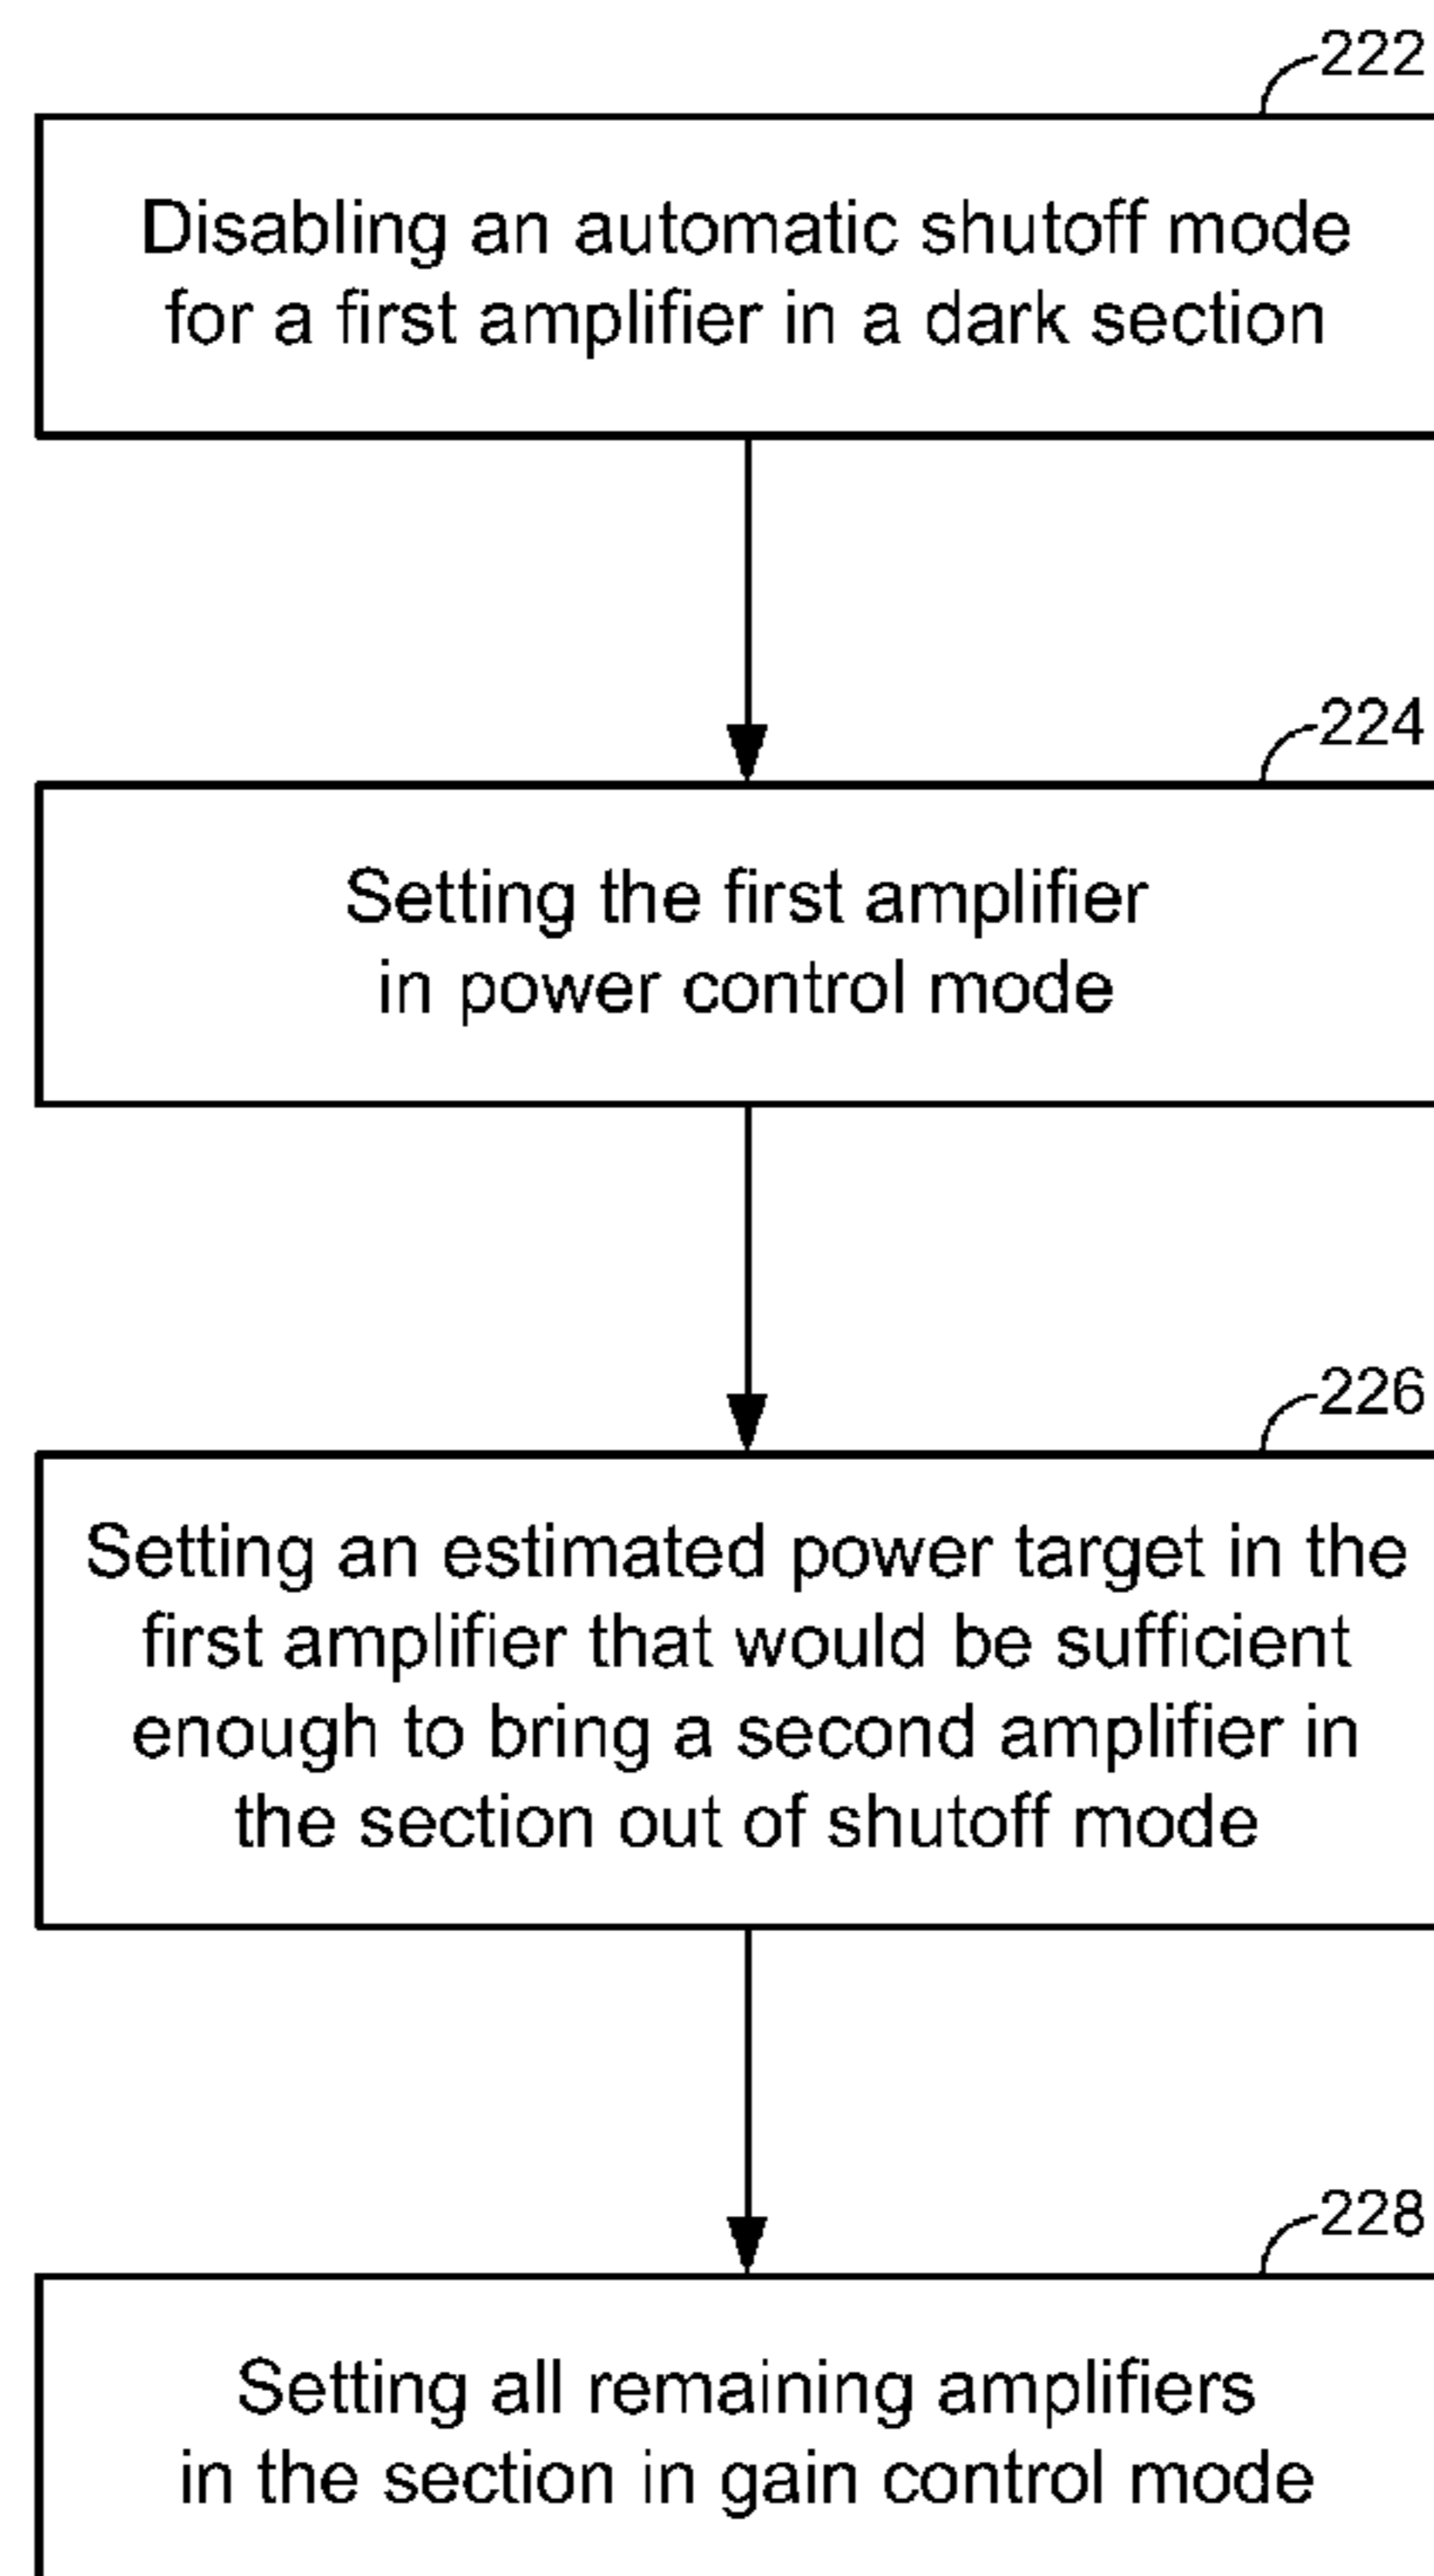 222
Disabling an automatic shutoff mode
for a first amplifier in a dark section
224
Setting the first amplifier
in power control mode
226
Setting an estimated power target in the
first amplifier that would be sufficient
enough to bring a second amplifier in
the section out of shutoff mode
228
Setting all remaining amplifiers
in the section in gain control mode